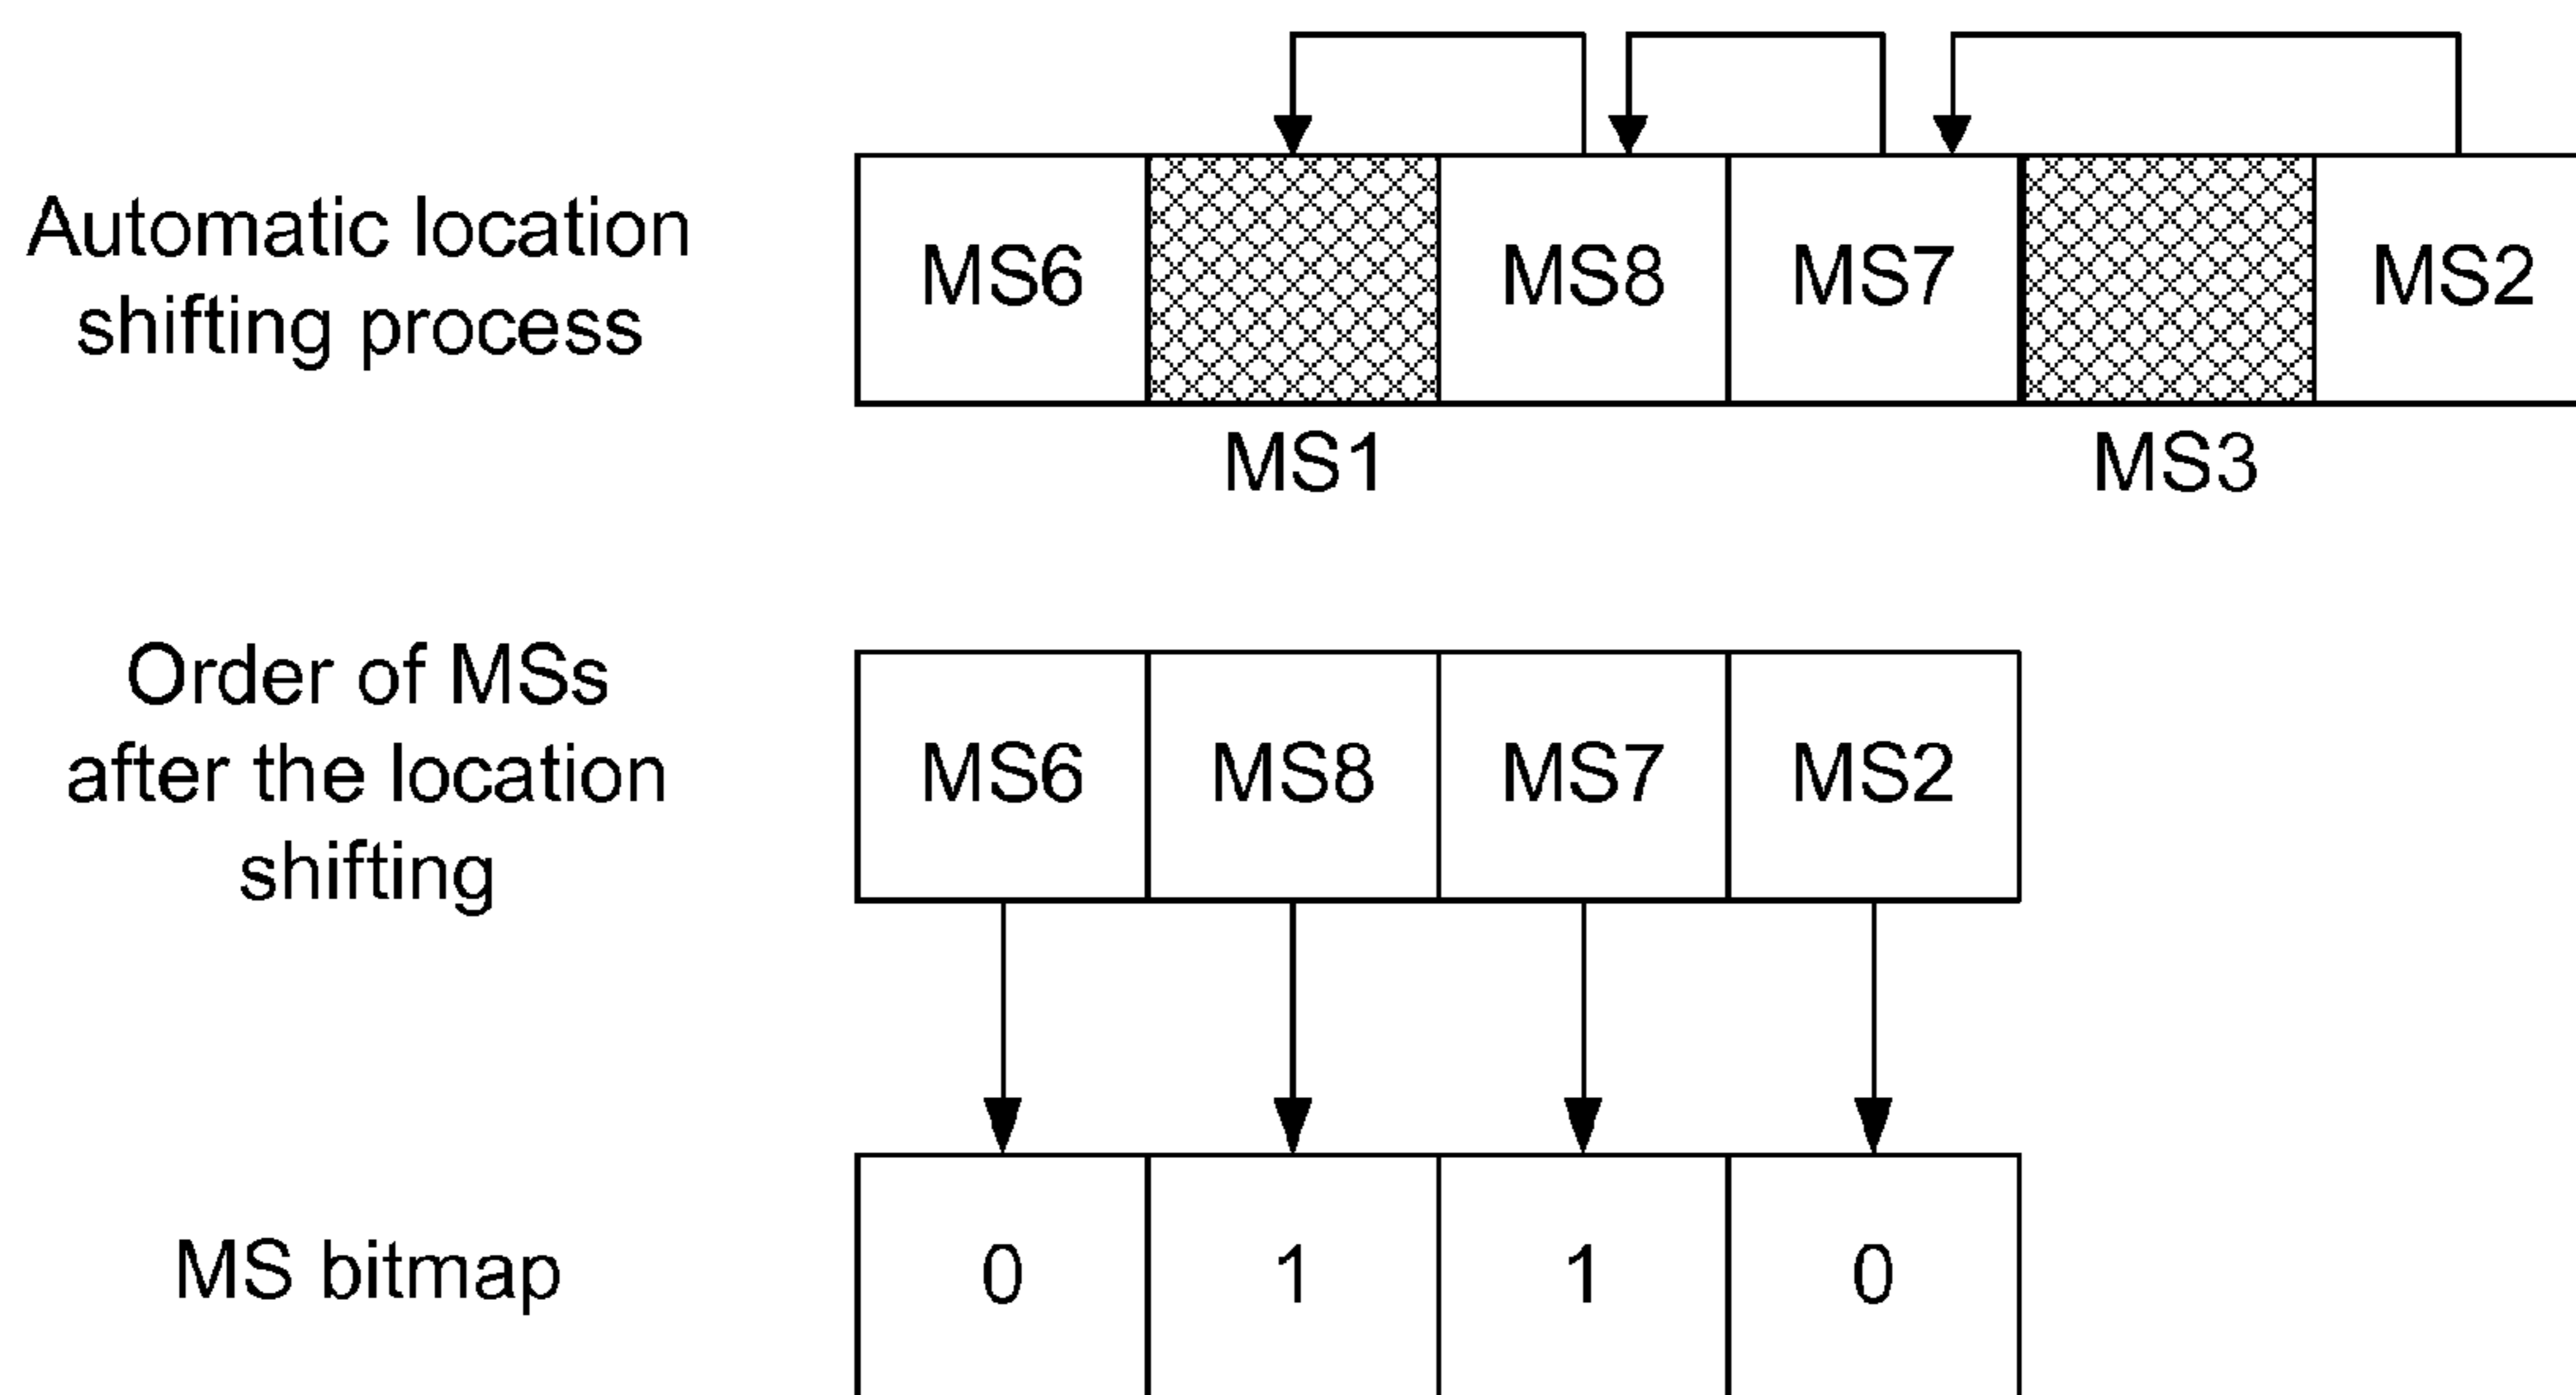 Automatic location
shifting process
MS6 MS8 MS7 MS2
MS1 MS3
Order of MSs
after the location
shifting
MS6 MS8 MS7 MS2
MS bitmap
0 1 1 0